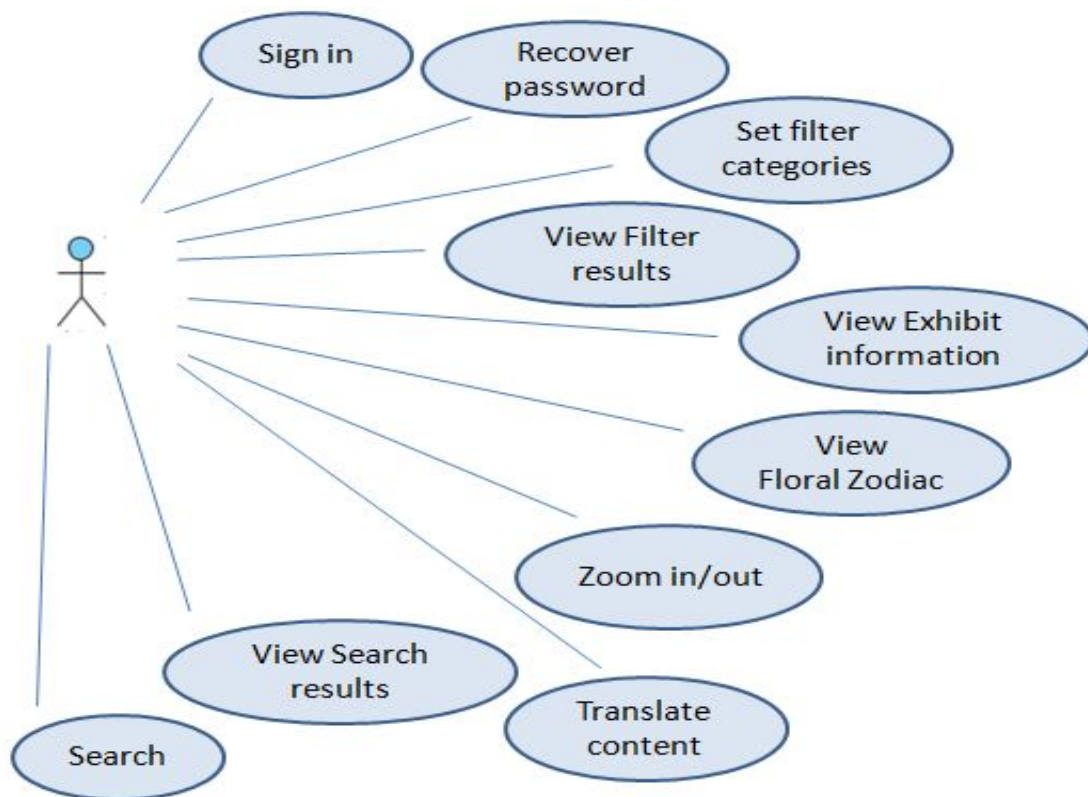 Sign in
Recover
password
Set filter
categories
View Filter
results
View Exhibit
information
View
Floral Zodiac
Zoom in/out
View Search
results
Translate
content
Search